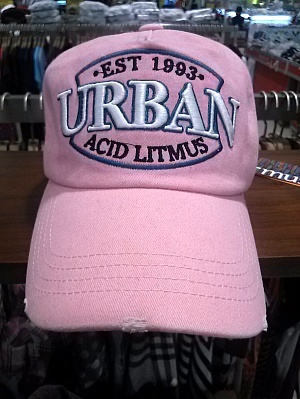 ·EST 1993·
URBAN
ACID LITMUS